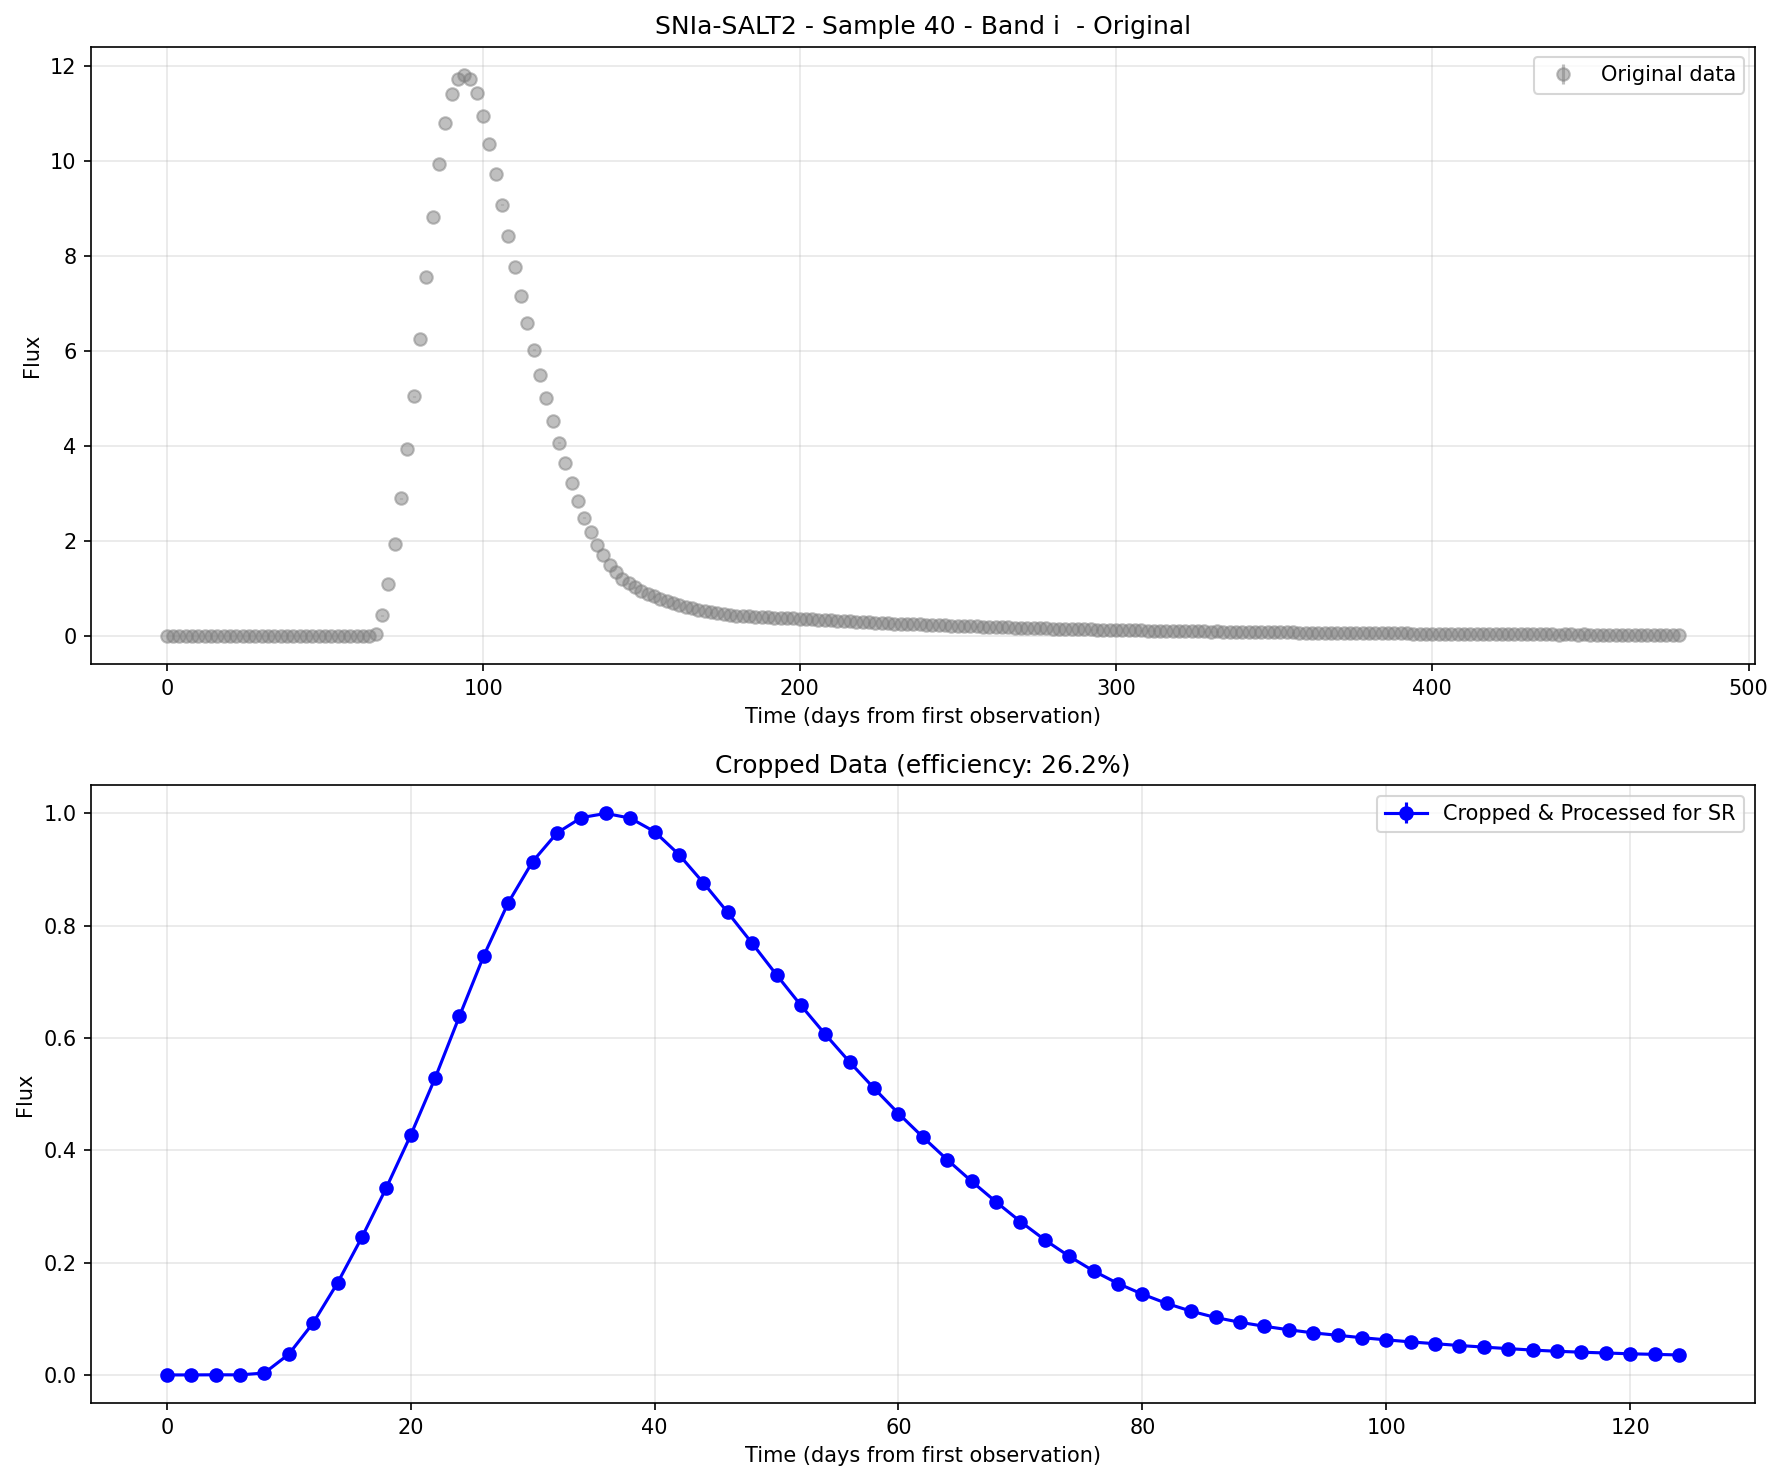 SNIa-SALT2 - Sample 40 - Band i  - Original
Original data
12
10
8
6
4
2
0
Flux
0 100 200 300 400 500
Time (days from first observation)
Cropped Data (efficiency: 26.2%)
Cropped & Processed for SR
1.0
0.8
0.6
0.4
0.2
0.0
Flux
0 20 40 60 80 100 120
Time (days from first observation)